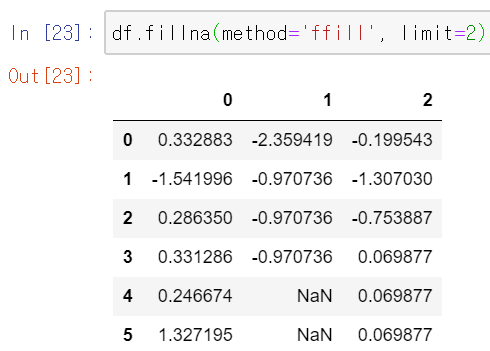 In [23]: df.fillna(method='ffill', limit=2)
Out[23]:
0 1 2
0 0.332883 -2.359419 -0.199543
1 -1.541996 -0.970736 -1.307030
2 0.286350 -0.970736 -0.753887
3 0.331286 -0.970736 0.069877
4 0.246674 NaN 0.069877
5 1.327195 NaN 0.069877